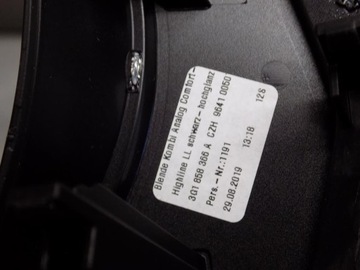 Blende Kombi Analog Comfort-
Highline LL schwarz-hochglanz
3G1 858 366 A CZH 9641 0050
Pers.-Nr.:1191
29.08.2019 13:18 12S